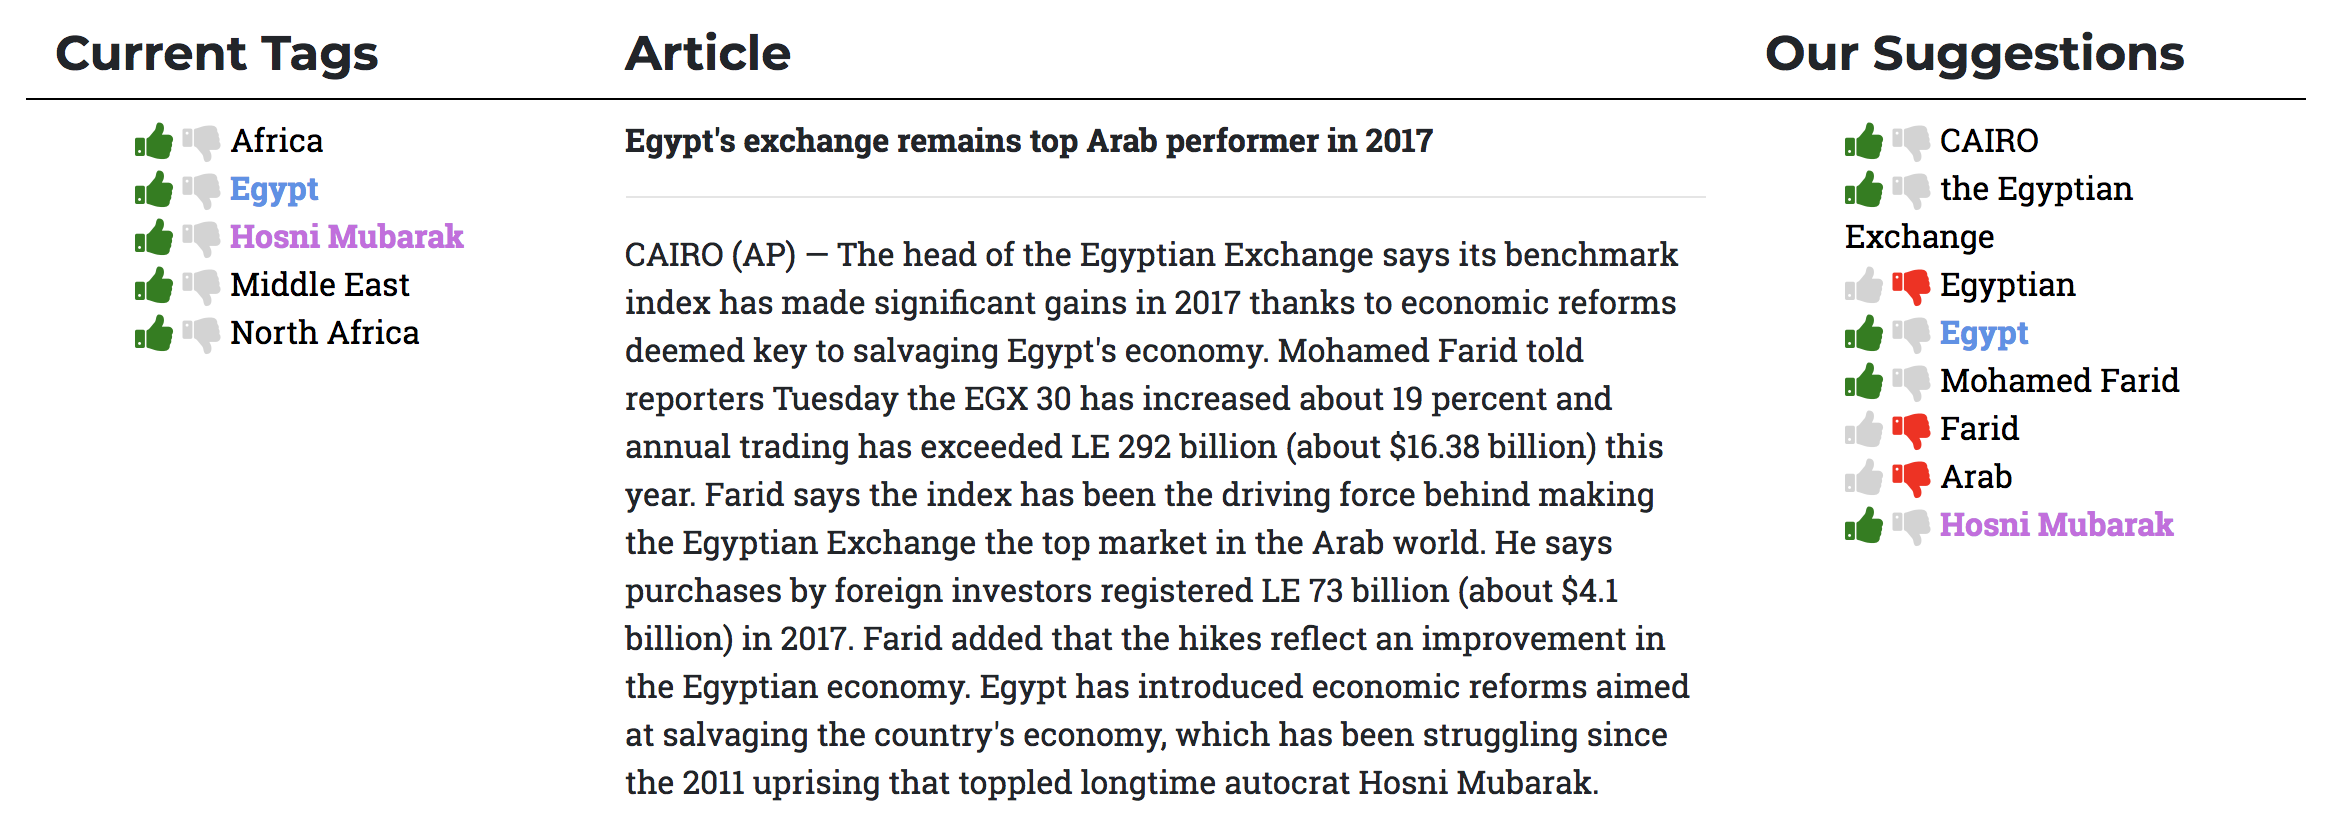 Current Tags
Africa
Egypt
Hosni Mubarak
Middle East
North Africa
Article
Egypt's exchange remains top Arab performer in 2017
CAIRO (AP) — The head of the Egyptian Exchange says its benchmark
index has made significant gains in 2017 thanks to economic reforms
deemed key to salvaging Egypt's economy. Mohamed Farid told
reporters Tuesday the EGX 30 has increased about 19 percent and
annual trading has exceeded LE 292 billion (about $16.38 billion) this
year. Farid says the index has been the driving force behind making
the Egyptian Exchange the top market in the Arab world. He says
purchases by foreign investors registered LE 73 billion (about $4.1
billion) in 2017. Farid added that the hikes reflect an improvement in
the Egyptian economy. Egypt has introduced economic reforms aimed
at salvaging the country's economy, which has been struggling since
the 2011 uprising that toppled longtime autocrat Hosni Mubarak.
Our Suggestions
CAIRO
the Egyptian
Exchange
Egyptian
Egypt
Mohamed Farid
Farid
Arab
Hosni Mubarak